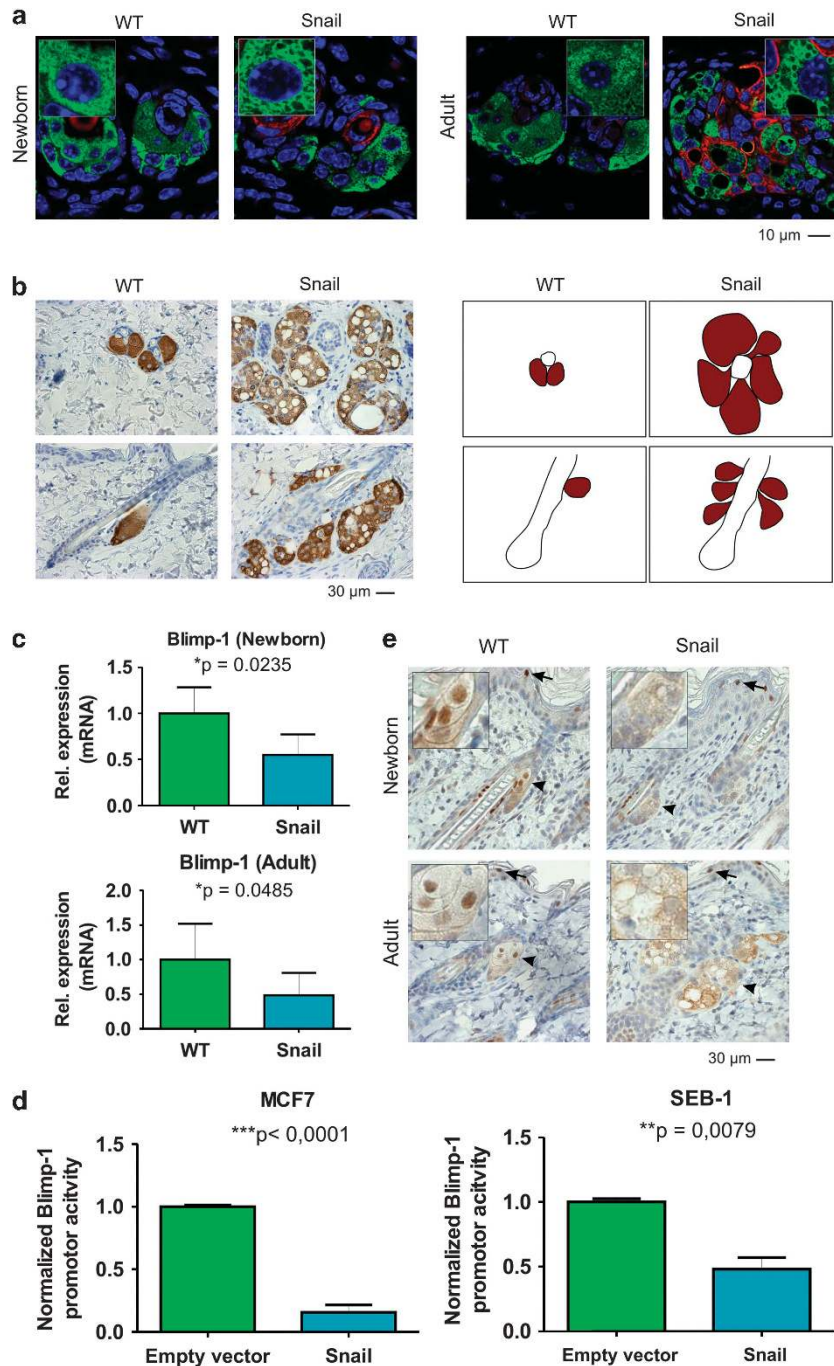 a
WT Snail WT Snail
Newborn
Adult
10 µm
b
WT Snail WT Snail
30 µm
c
Blimp-1 (Newborn)
*p = 0.0235
Rel. expression
(mRNA)
1.5
1.0
0.5
0.0
WT Snail
Blimp-1 (Adult)
*p = 0.0485
Rel. expression
(mRNA)
2.0
1.5
1.0
0.5
0.0
WT Snail
e
WT Snail
Newborn
Adult
30 µm
d
MCF7
***p< 0,0001
Normalized Blimp-1
promotor acitvity
1.5
1.0
0.5
0.0
Empty vector Snail
SEB-1
**p = 0,0079
Normalized Blimp-1
promotor acitvity
1.5
1.0
0.5
0.0
Empty vector Snail